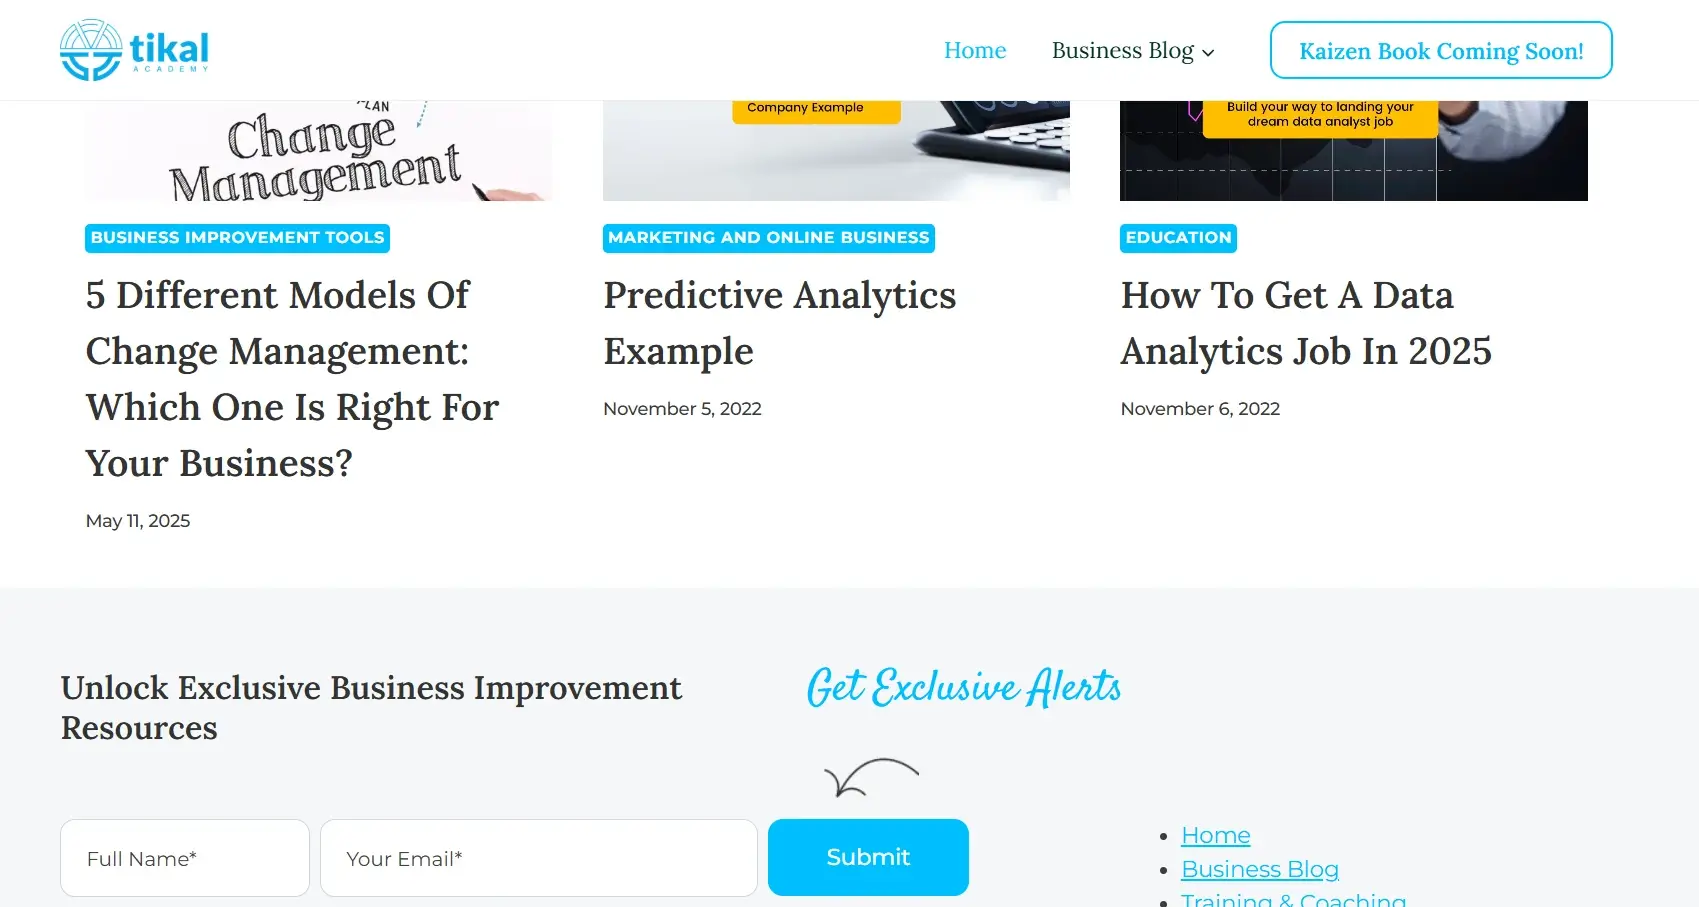 tikal
ACADEMY
Home
Business Blog
Kaizen Book Coming Soon!
PLAN
Change
Management
Company Example
Build your way to landing your
dream data analyst job
BUSINESS IMPROVEMENT TOOLS
5 Different Models Of
Change Management:
Which One Is Right For
Your Business?
May 11, 2025
MARKETING AND ONLINE BUSINESS
Predictive Analytics
Example
November 5, 2022
EDUCATION
How To Get A Data
Analytics Job In 2025
November 6, 2022
Unlock Exclusive Business Improvement
Resources
Get Exclusive Alerts
Full Name*
Your Email*
Submit
Home
Business Blog
Training & Coaching